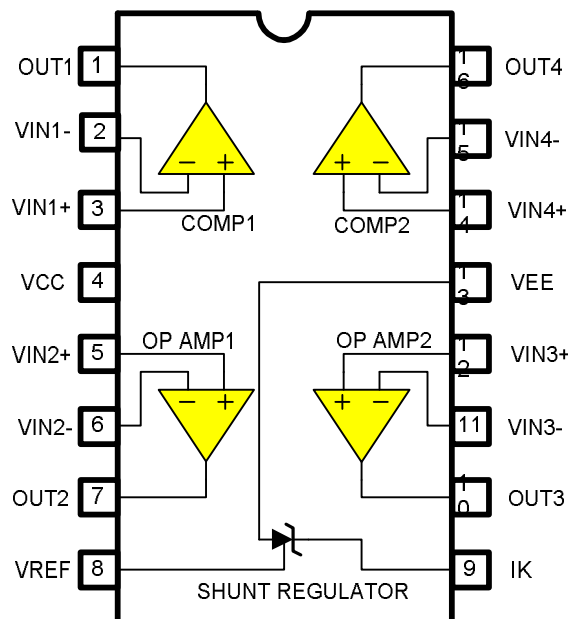 OUT1 1 16 OUT4
VIN1- 2 15 VIN4-
VIN1+ 3 14 VIN4+
- + + -
COMP1 COMP2
VCC 4 13 VEE
OP AMP1 OP AMP2
VIN2+ 5 12 VIN3+
- + + -
VIN2- 6 11 VIN3-
OUT2 7 10 OUT3
VREF 8 9 IK
SHUNT REGULATOR